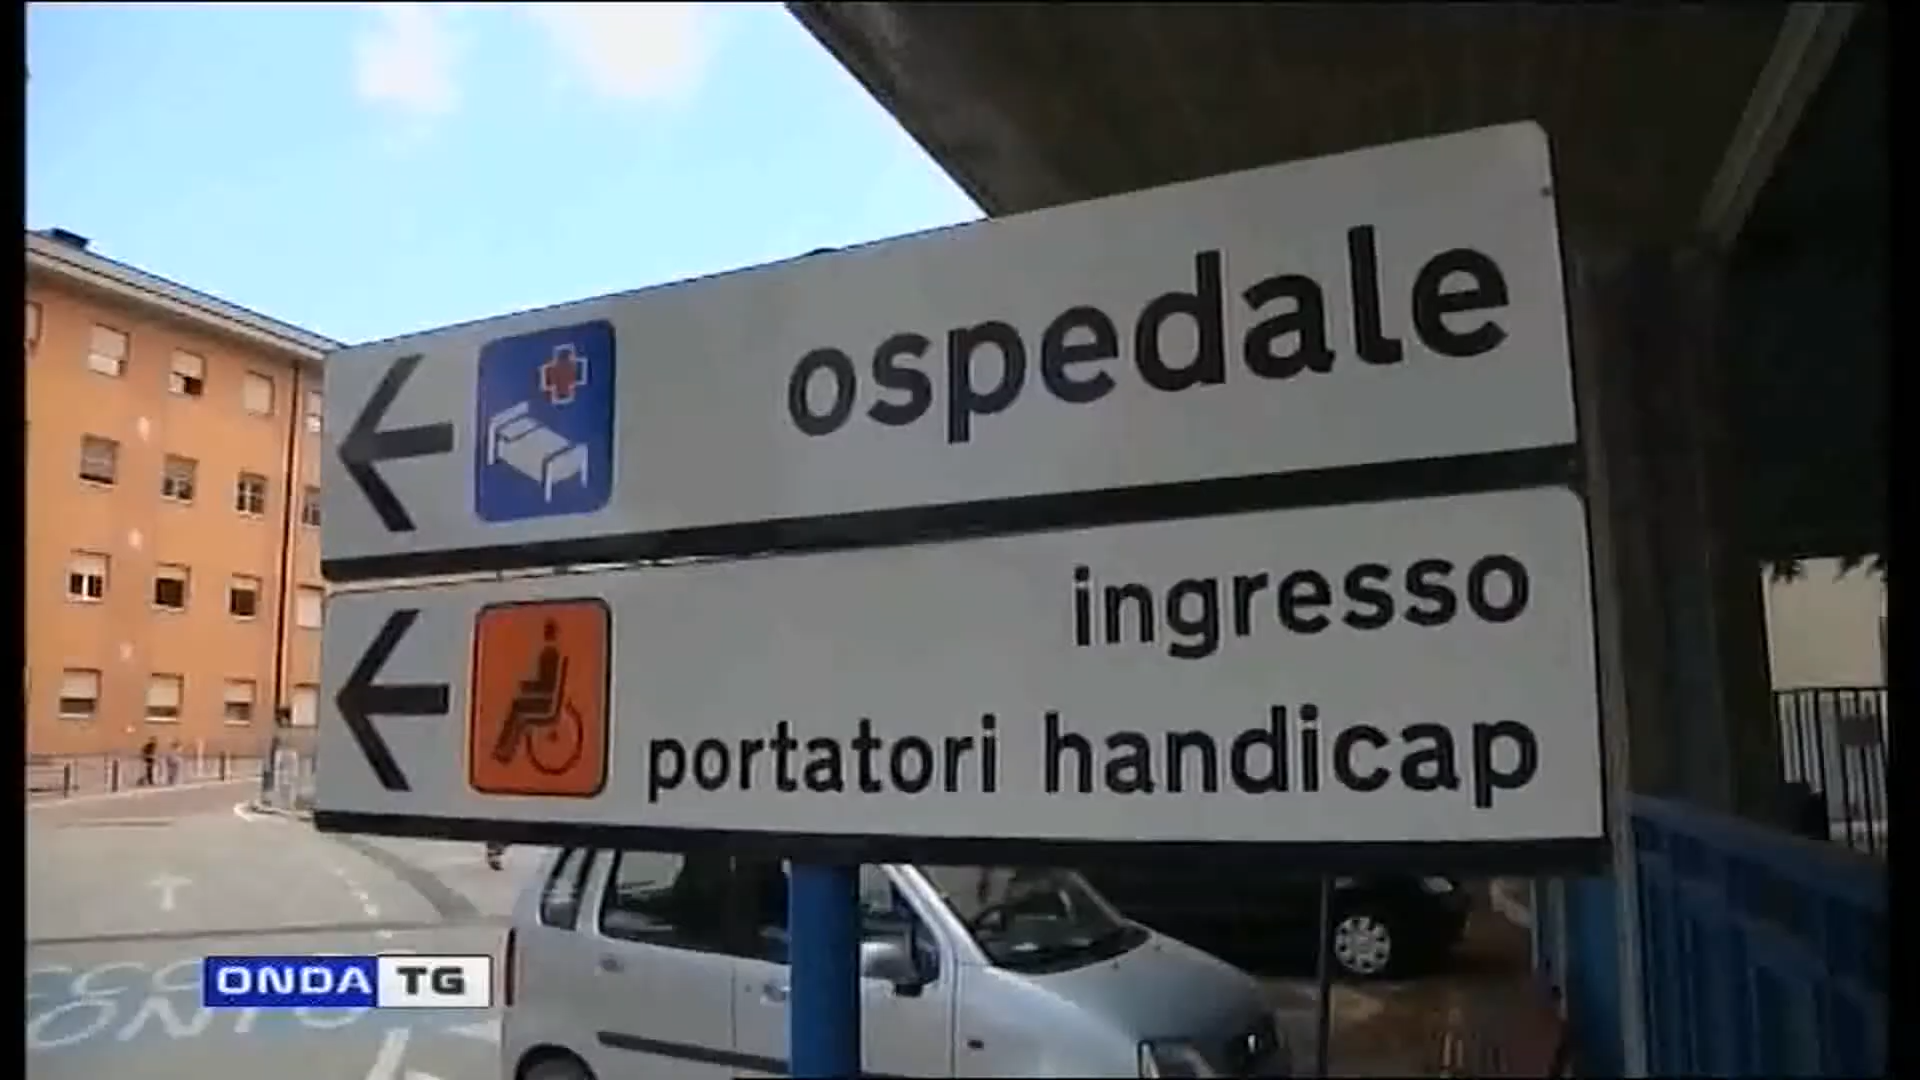 ospedale
ingresso
portatori handicap
ONDA TG